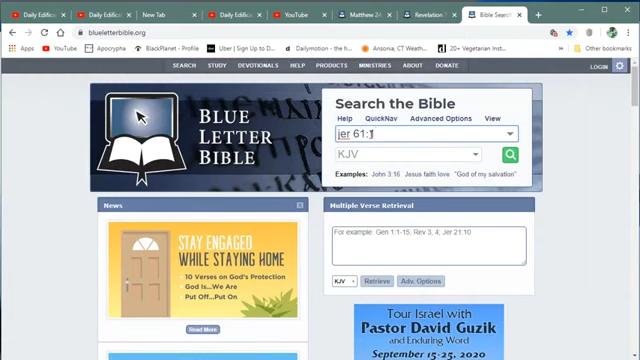 Daily Edific
Daily Edificat
New Tab
Daily Edific
YouTube
Matthew 24
Revelation
Bible Search
blueletterbible.org
Apps
YouTube
Apocrypha
BlackPlanet - Profile
Uber | Sign Up to D...
Dailymotion - the h...
Ansonia, CT Weath...
20+ Vegetarian Inst...
Other bookmarks
SEARCH STUDY DEVOTIONALS HELP PRODUCTS MINISTRIES ABOUT DONATE
LOGIN
BLUE
LETTER
BIBLE
Search the Bible
Help QuickNav Advanced Options View
jer 61:1
KJV
Examples: John 3:16 Jesus faith love "God of my salvation"
News
STAY ENGAGED
WHILE STAYING HOME
• 10 Verses on God's Protection
• God Is...We Are
• Put Off...Put On
Read More
Multiple Verse Retrieval
For example: Gen 1:1-15; Rev 3, 4; Jer 21:10
KJV Retrieve Adv. Options
Tour Israel with
Pastor David Guzik
and Enduring Word
September 15-25, 2020